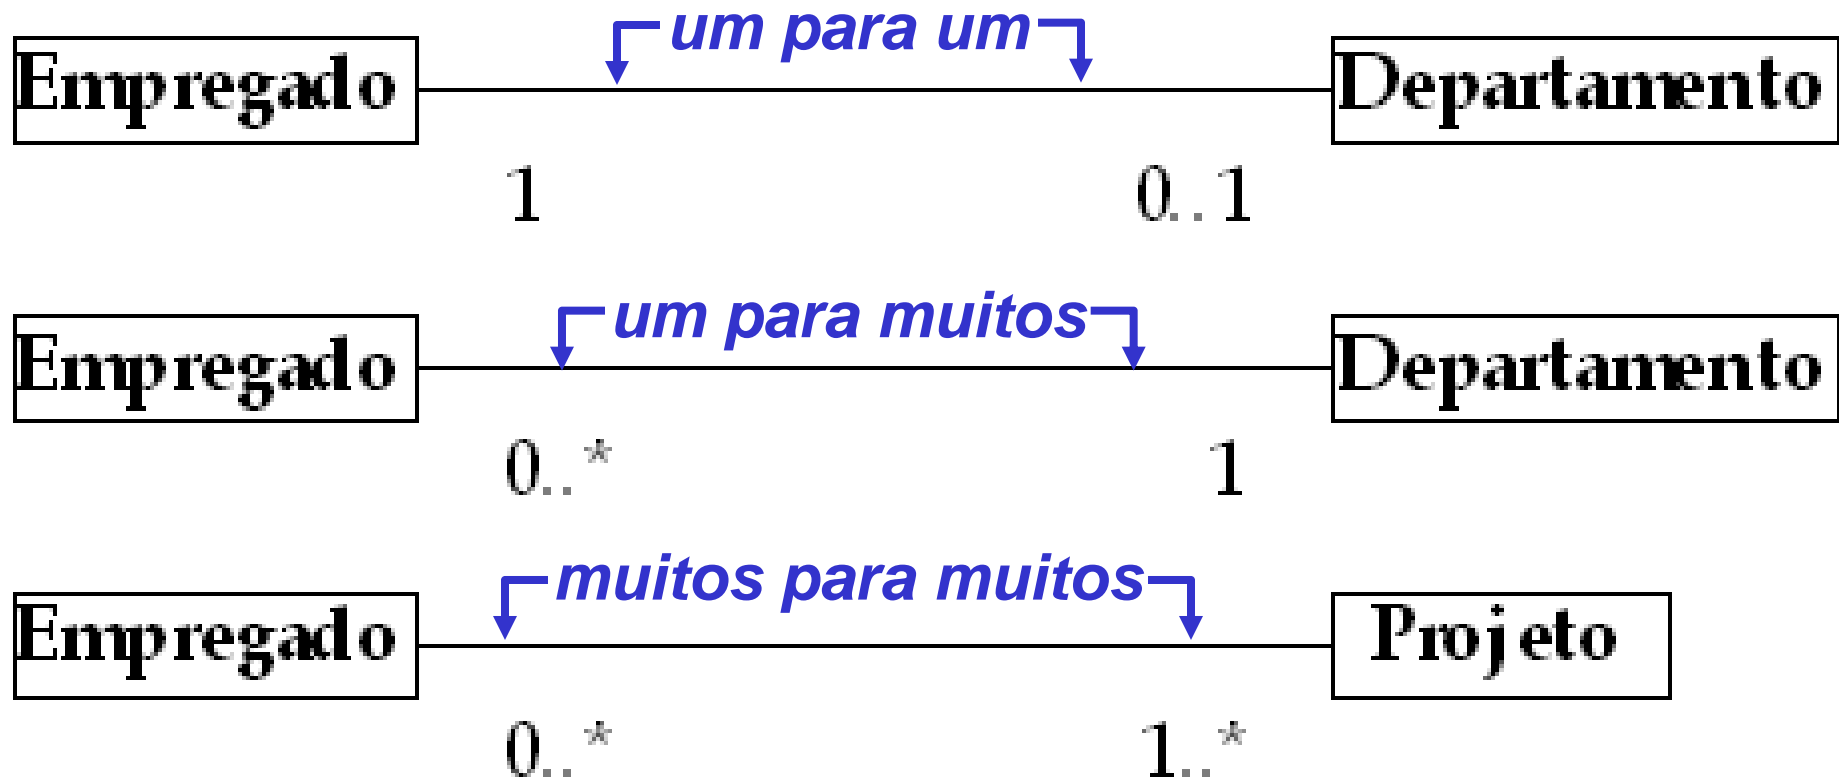 um para um
Empregado Departamento
1 0..1
um para muitos
Empregado Departamento
0..* 1
muitos para muitos
Empregado Projeto
0..* 1..*